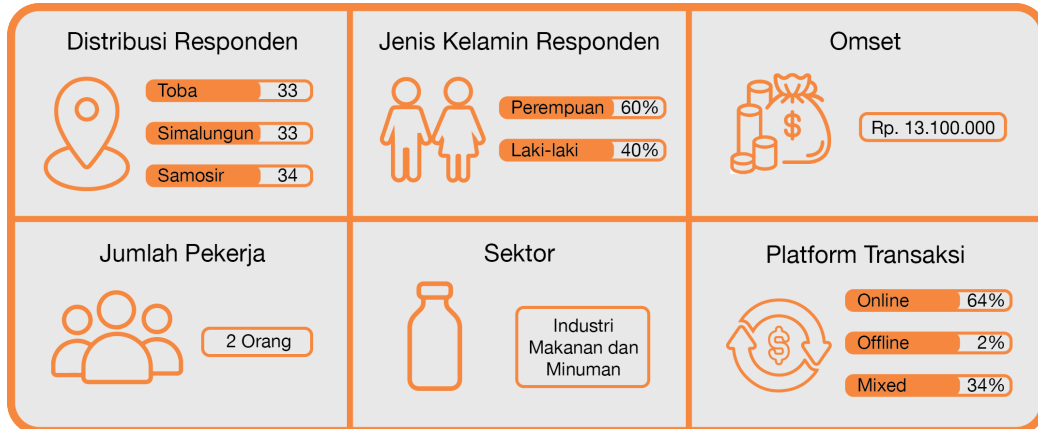 Distribusi Responden
Toba 33
Simalungun 33
Samosir 34
Jenis Kelamin Responden
Perempuan 60%
Laki-laki 40%
Omset
$
Rp. 13.100.000
Jumlah Pekerja
2 Orang
Sektor
Industri
Makanan dan
Minuman
Platform Transaksi
$
Online 64%
Offline 2%
Mixed 34%